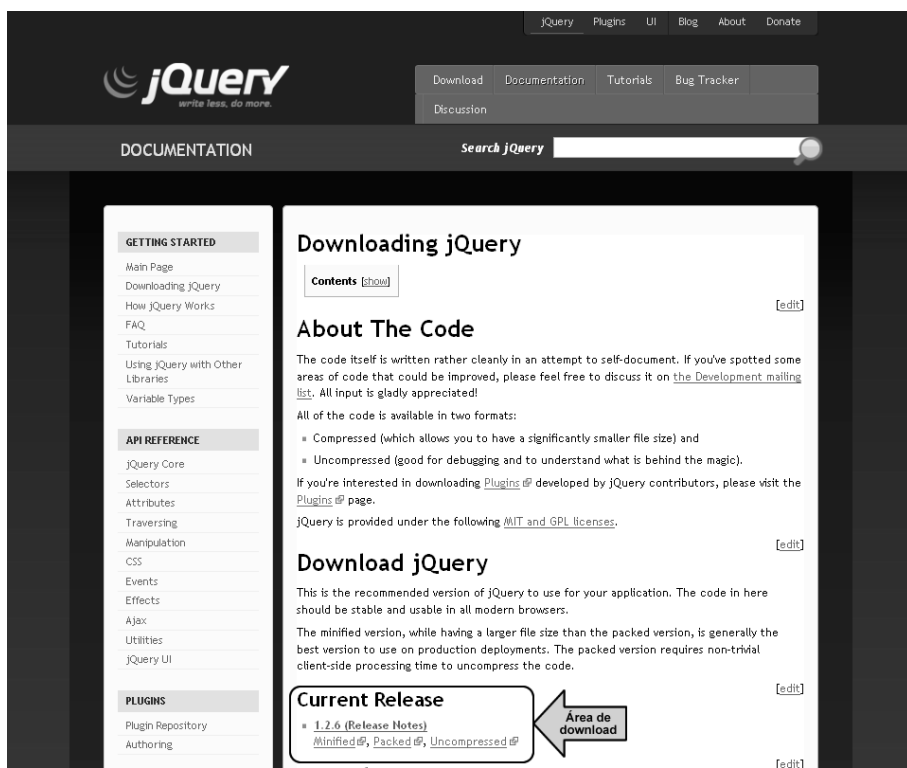 jQuery Plugins UI Blog About Donate
jQuery
write less, do more.
Download Documentation Tutorials Bug Tracker
Discussion
DOCUMENTATION
Search jQuery
GETTING STARTED
Main Page
Downloading jQuery
How jQuery Works
FAQ
Tutorials
Using jQuery with Other
Libraries
Variable Types
API REFERENCE
jQuery Core
Selectors
Attributes
Traversing
Manipulation
CSS
Events
Effects
Ajax
Utilities
jQuery UI
PLUGINS
Plugin Repository
Authoring
Downloading jQuery
Contents [show]
[edit]
About The Code
The code itself is written rather cleanly in an attempt to self-document. If you've spotted some
areas of code that could be improved, please feel free to discuss it on the Development mailing
list. All input is gladly appreciated!
All of the code is available in two formats:
Compressed (which allows you to have a significantly smaller file size) and
Uncompressed (good for debugging and to understand what is behind the magic).
If you're interested in downloading Plugins developed by jQuery contributors, please visit the
Plugins page.
jQuery is provided under the following MIT and GPL licenses.
[edit]
Download jQuery
This is the recommended version of jQuery to use for your application. The code in here
should be stable and usable in all modern browsers.
The minified version, while having a larger file size than the packed version, is generally the
best version to use on production deployments. The packed version requires non-trivial
client-side processing time to uncompress the code.
[edit]
Current Release
1.2.6 (Release Notes)
Minified, Packed, Uncompressed
Área de
download
[edit]